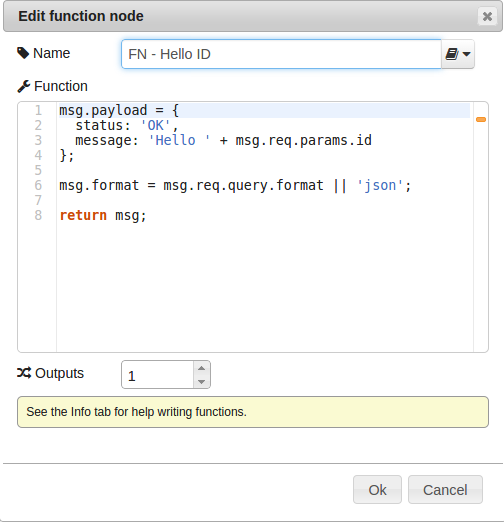 Edit function node
Name
FN - Hello ID
Function
1 msg.payload = {
2   status: 'OK',
3   message: 'Hello ' + msg.req.params.id
4 };
5
6 msg.format = msg.req.query.format || 'json';
7
8 return msg;
Outputs
1
See the Info tab for help writing functions.
Ok Cancel